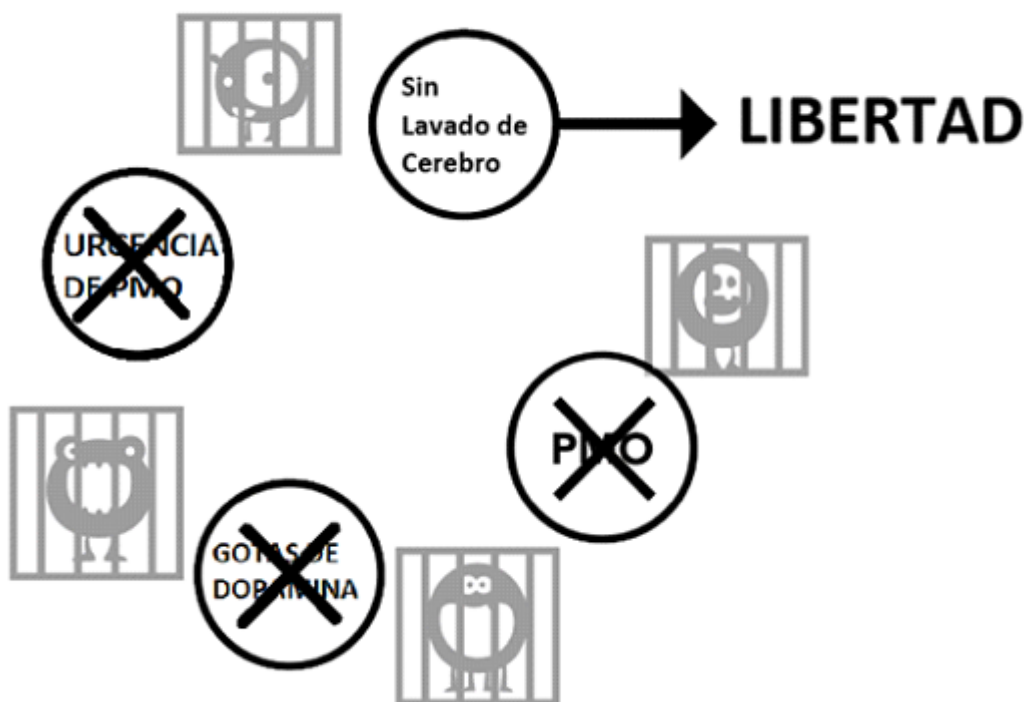 Sin
Lavado de
Cerebro
LIBERTAD
URGENCIA
DE PMO
PMO
GOTAS DE
DOPAMINA